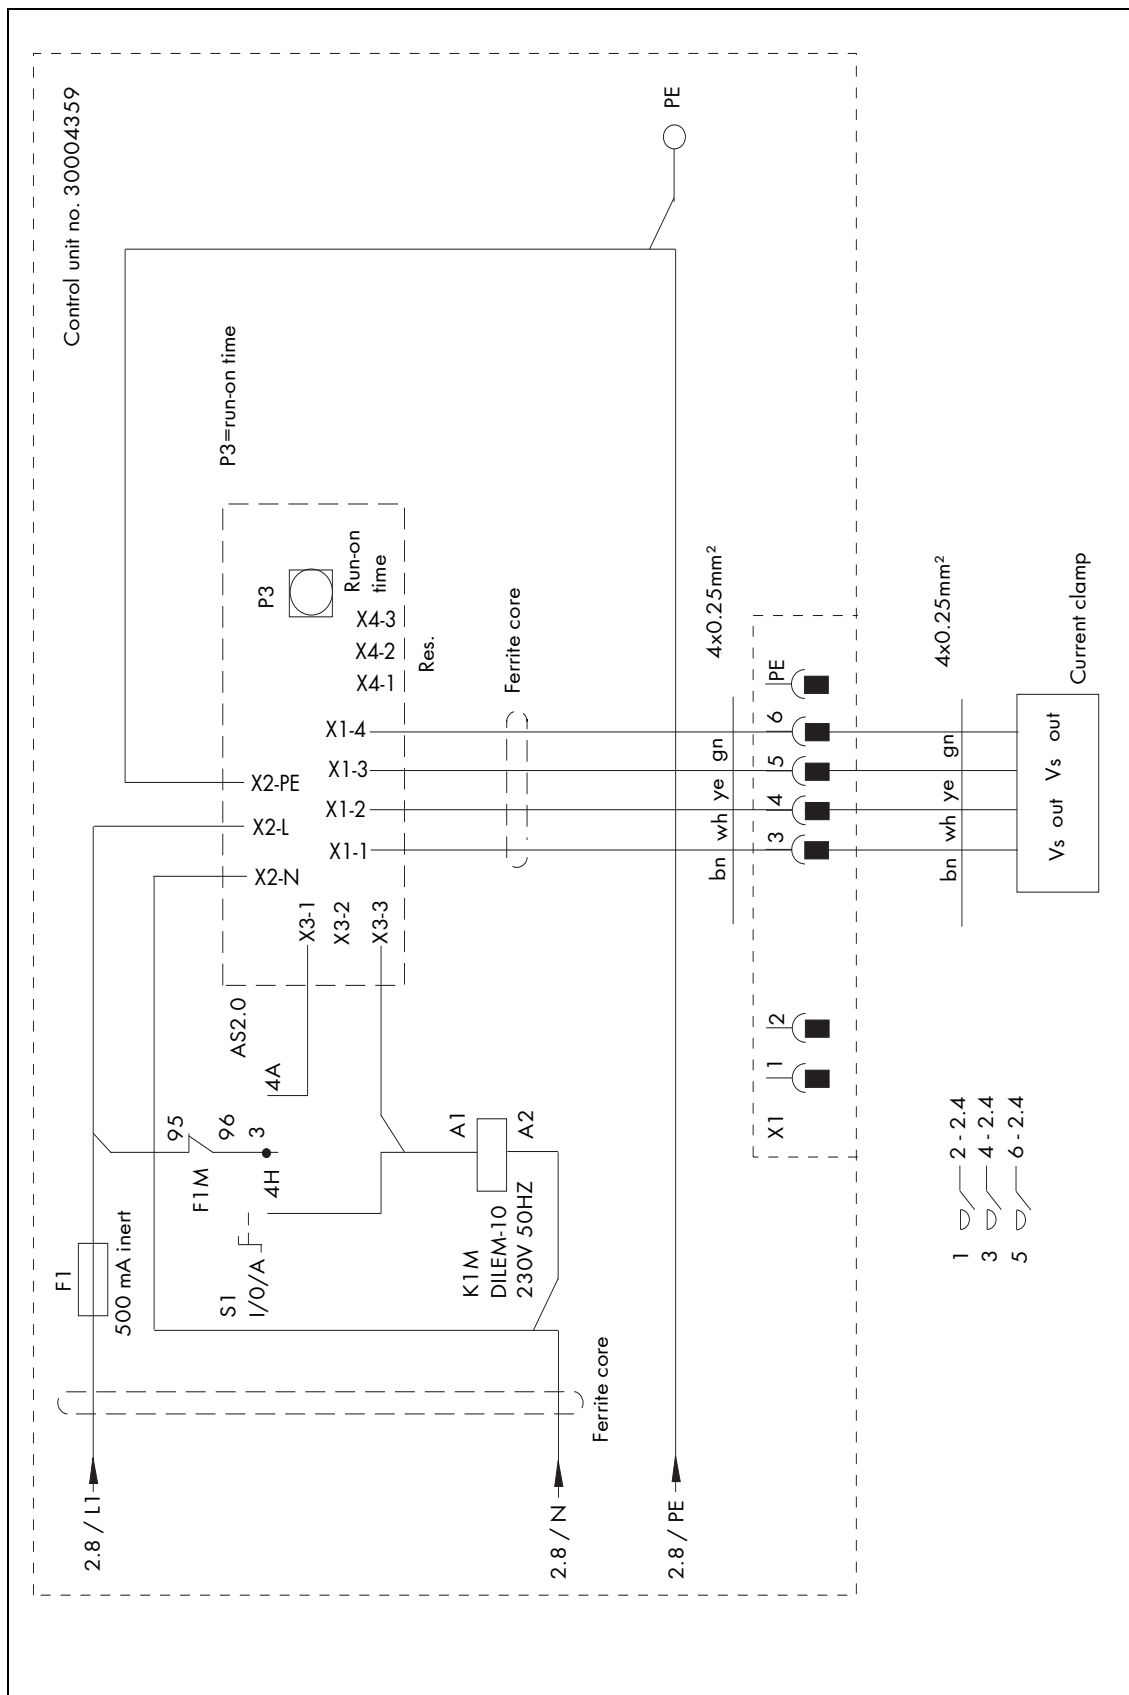 Control unit no. 30004359
PE
P3=run-on time
P3
Run-on
time
X4-3
X4-2
X4-1
Res.
X1-4
X1-3
X1-2
X1-1
X2-PE
X2-L
X2-N
X3-1
X3-2
X3-3
AS2.0
4A
95
96
3
F1M
4H
S1
I/0/A
F1
500 mA inert
A1
A2
K1M
DILEM-10
230V 50HZ
Ferrite core
Ferrite core
2.8 / L1
2.8 / N
2.8 / PE
4x0.25mm²
bn wh ye gn
X1
1 2 3 4 5 6 PE
4x0.25mm²
bn wh ye gn
Vs out Vs out
Current clamp
1 2 - 2.4
3 4 - 2.4
5 6 - 2.4